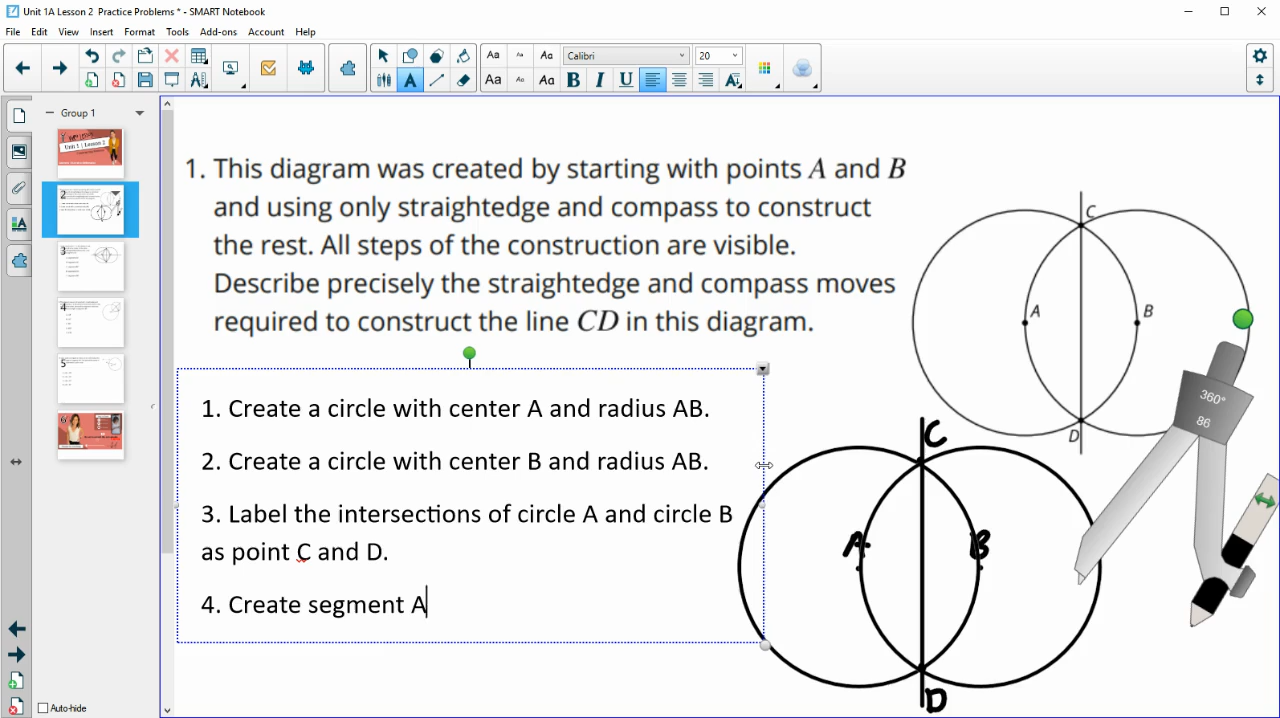 Unit 1A Lesson 2 Practice Problems * - SMART Notebook
File Edit View Insert Format Tools Add-ons Account Help
Calibri
20
Group 1
1. This diagram was created by starting with points A and B
and using only straightedge and compass to construct
the rest. All steps of the construction are visible.
Describe precisely the straightedge and compass moves
required to construct the line CD in this diagram.
C
A
B
D
360°
86
1. Create a circle with center A and radius AB.
2. Create a circle with center B and radius AB.
3. Label the intersections of circle A and circle B
as point C and D.
4. Create segment A
C
A
B
D
Auto-hide